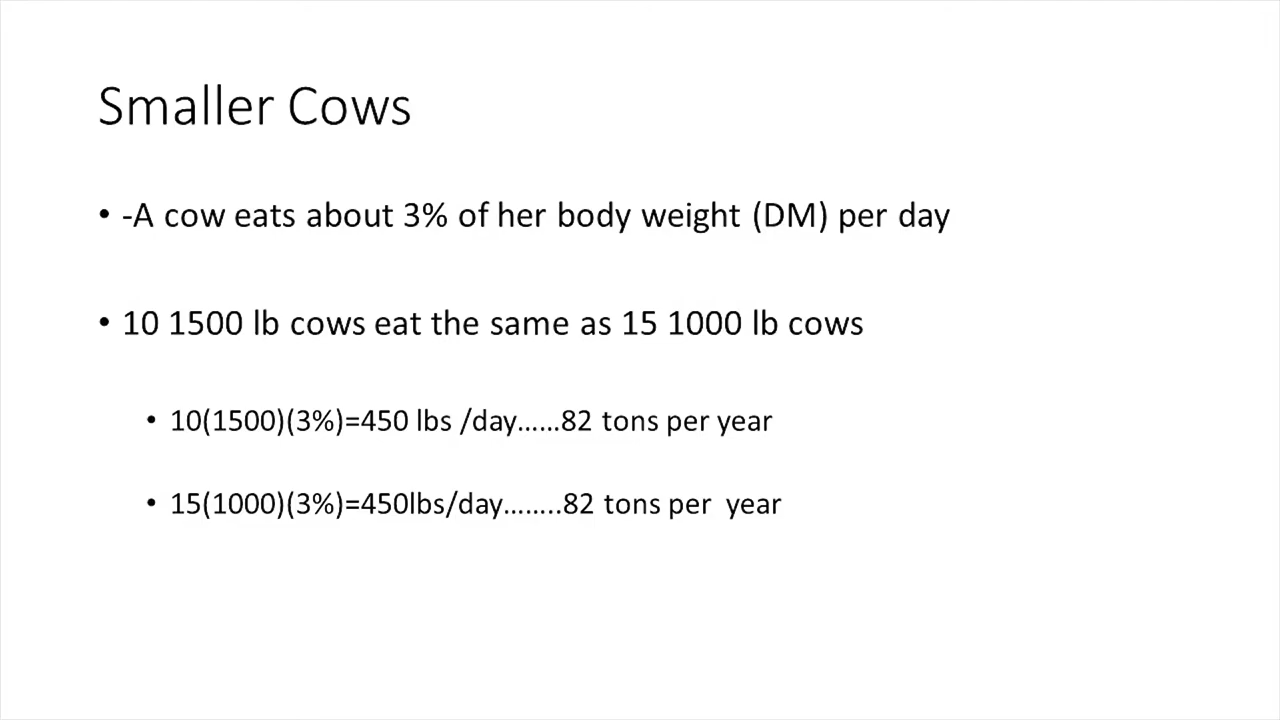 Smaller Cows
• -A cow eats about 3% of her body weight (DM) per day
• 10 1500 lb cows eat the same as 15 1000 lb cows
• 10(1500)(3%)=450 lbs /day......82 tons per year
• 15(1000)(3%)=450lbs/day........82 tons per  year